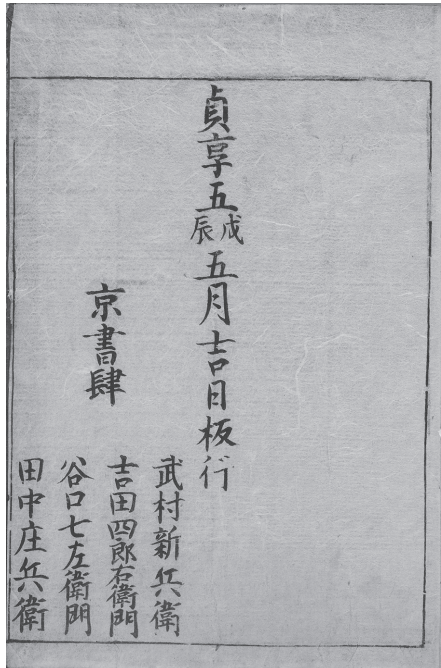 貞享五戊辰五月吉日板行
京書肆
武村新兵衛
吉田四郎右衛門
谷口七左衛門
田中庄兵衛